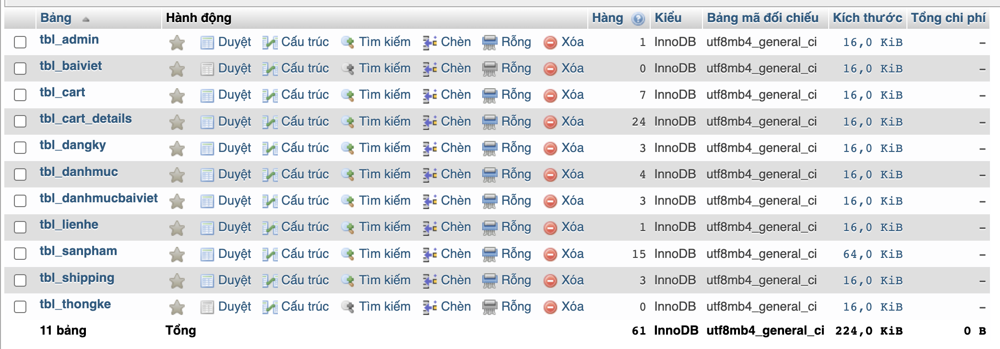 Bảng Hành động Hàng Kiểu Bảng mã đối chiếu Kích thước Tổng chi phí
tbl_admin Duyệt Cấu trúc Tìm kiếm Chèn Rỗng Xóa 1 InnoDB utf8mb4_general_ci 16,0 KiB –
tbl_baiviet Duyệt Cấu trúc Tìm kiếm Chèn Rỗng Xóa 0 InnoDB utf8mb4_general_ci 16,0 KiB –
tbl_cart Duyệt Cấu trúc Tìm kiếm Chèn Rỗng Xóa 7 InnoDB utf8mb4_general_ci 16,0 KiB –
tbl_cart_details Duyệt Cấu trúc Tìm kiếm Chèn Rỗng Xóa 24 InnoDB utf8mb4_general_ci 16,0 KiB –
tbl_dangky Duyệt Cấu trúc Tìm kiếm Chèn Rỗng Xóa 3 InnoDB utf8mb4_general_ci 16,0 KiB –
tbl_danhmuc Duyệt Cấu trúc Tìm kiếm Chèn Rỗng Xóa 4 InnoDB utf8mb4_general_ci 16,0 KiB –
tbl_danhmucbaiviet Duyệt Cấu trúc Tìm kiếm Chèn Rỗng Xóa 3 InnoDB utf8mb4_general_ci 16,0 KiB –
tbl_lienhe Duyệt Cấu trúc Tìm kiếm Chèn Rỗng Xóa 1 InnoDB utf8mb4_general_ci 16,0 KiB –
tbl_sanpham Duyệt Cấu trúc Tìm kiếm Chèn Rỗng Xóa 15 InnoDB utf8mb4_general_ci 64,0 KiB –
tbl_shipping Duyệt Cấu trúc Tìm kiếm Chèn Rỗng Xóa 3 InnoDB utf8mb4_general_ci 16,0 KiB –
tbl_thongke Duyệt Cấu trúc Tìm kiếm Chèn Rỗng Xóa 0 InnoDB utf8mb4_general_ci 16,0 KiB –
11 bảng Tổng 61 InnoDB utf8mb4_general_ci 224,0 KiB 0 B